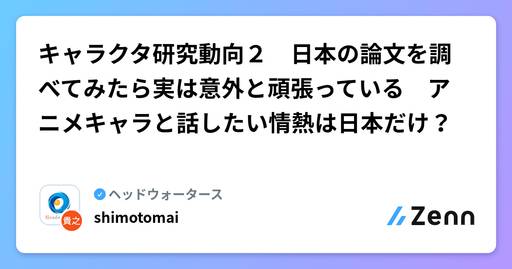 キャラクタ研究動向２　日本の論文を調
べてみたら実は意外と頑張っている　ア
ニメキャラと話したい情熱は日本だけ？
ヘッドウォータース
貴之
shimotomai
Zenn